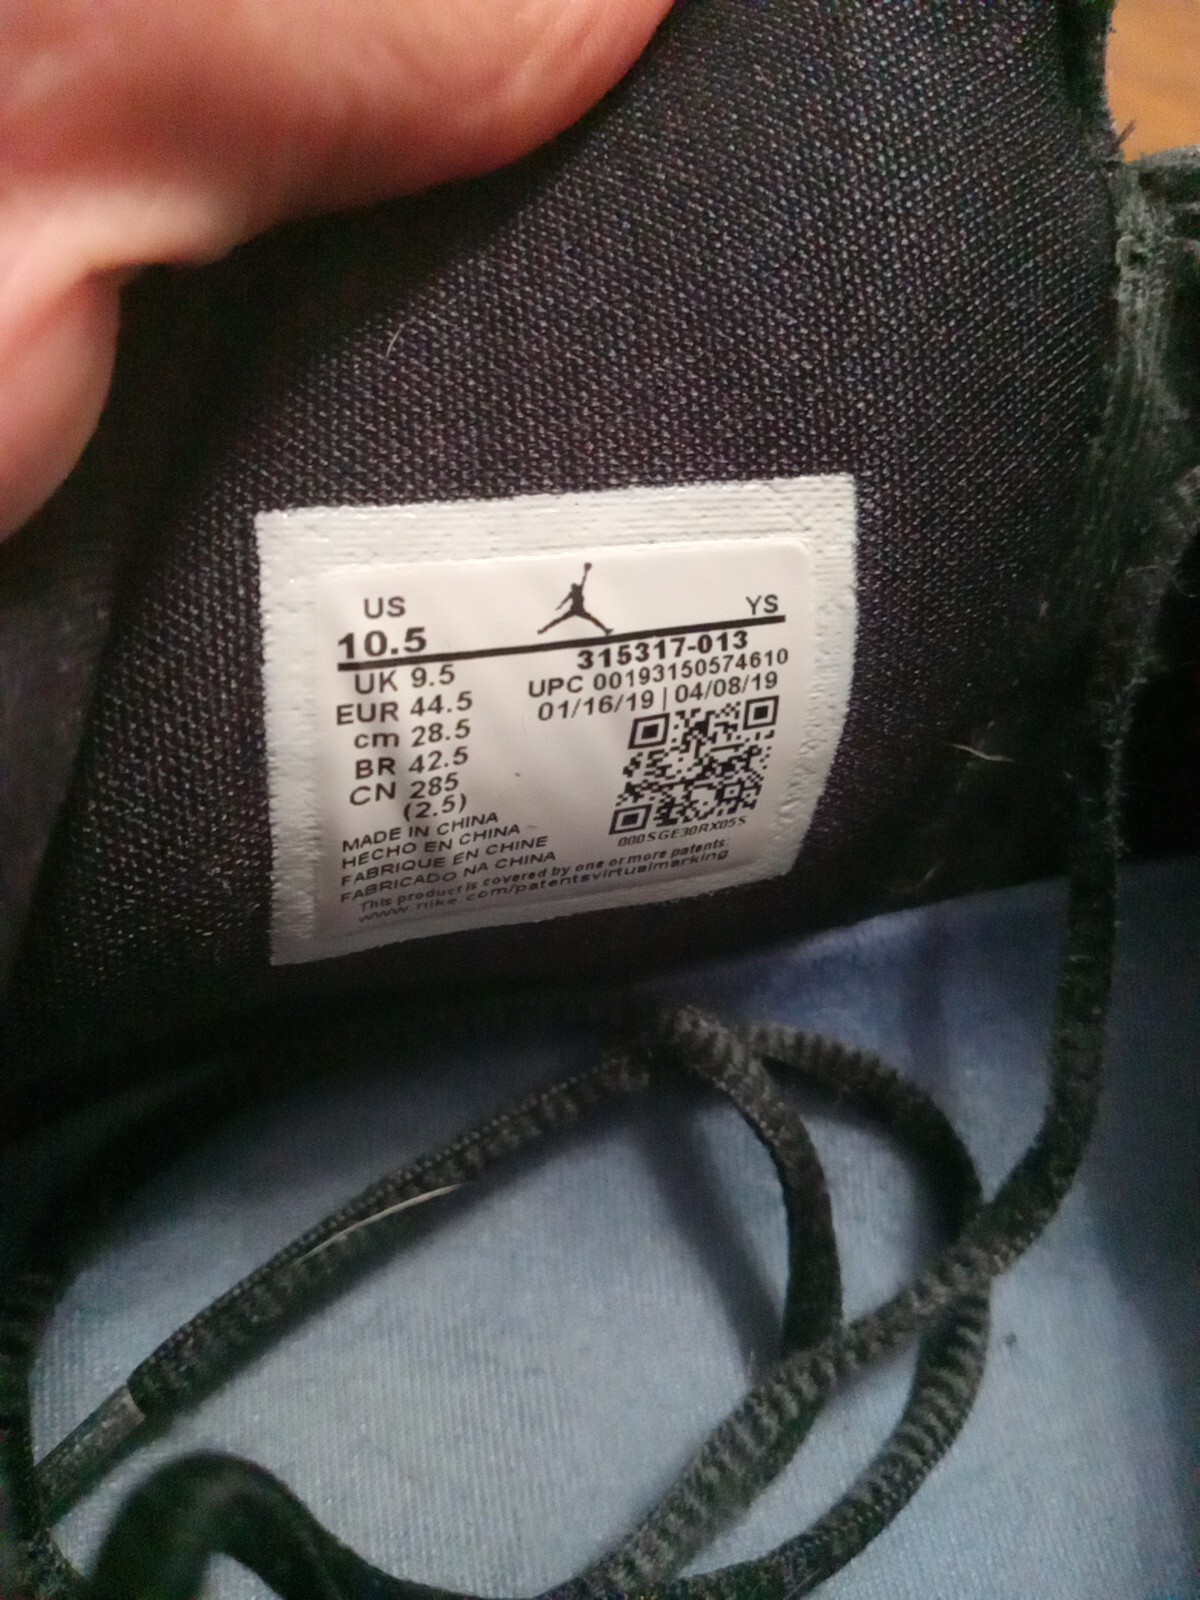 US
10.5
YS
315317-013
UK 9.5
UPC 00193150574610
EUR 44.5
01/16/19 | 04/08/19
cm 28.5
BR 42.5
CN 285
(2.5)
000SGE30RX05S
MADE IN CHINA
HECHO EN CHINA
FABRIQUE EN CHINE
FABRICADO NA CHINA
This product is covered by one or more patents:
www.nike.com/patentsvirtualmarking